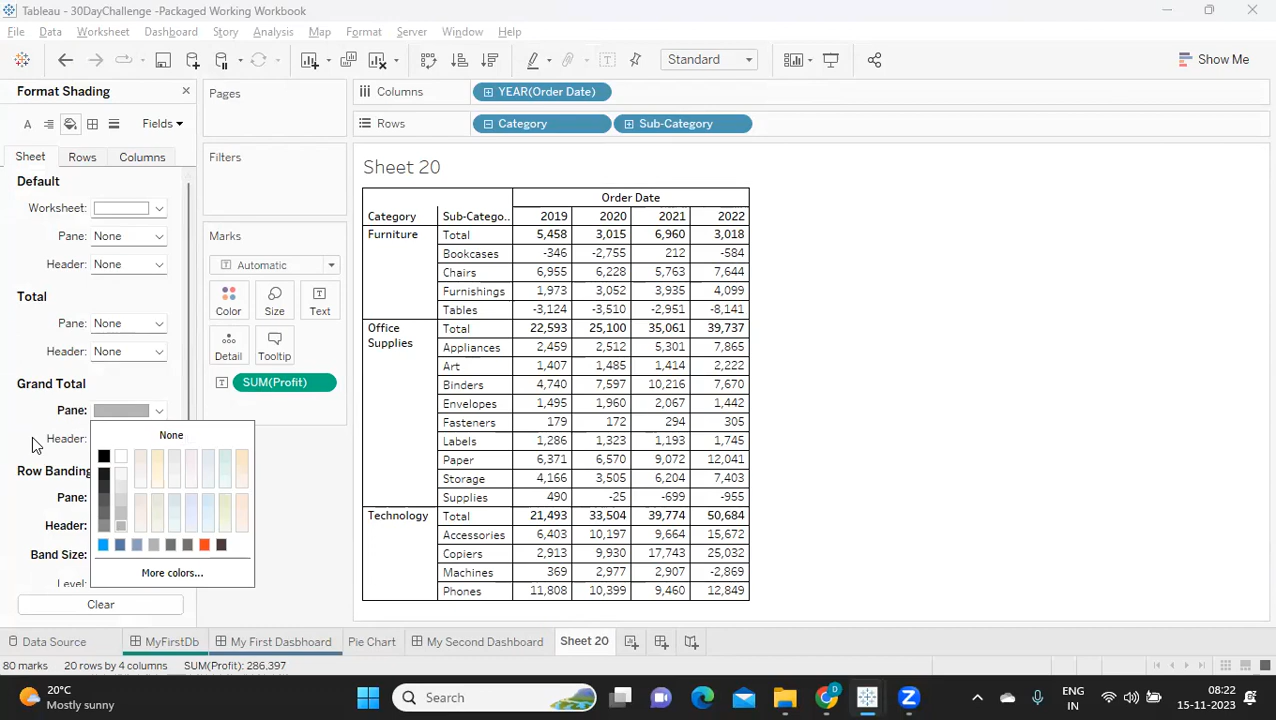 Tableau - 30DayChallenge -Packaged Working Workbook
File Data Worksheet Dashboard Story Analysis Map Format Server Window Help
Standard
Show Me
Format Shading
Fields
Sheet Rows Columns
Default
Worksheet:
Pane: None
Header: None
Total
Pane: None
Header: None
Grand Total
Pane:
Header:
None
Row Banding
Pane:
Header:
Band Size:
More colors...
Level:
Clear
Pages
Filters
Marks
Automatic
Color Size Text
Detail Tooltip
SUM(Profit)
Columns YEAR(Order Date)
Rows Category Sub-Category
Sheet 20
Order Date
Category Sub-Catego.. 2019 2020 2021 2022
Furniture Total 5,458 3,015 6,960 3,018
Bookcases -346 -2,755 212 -584
Chairs 6,955 6,228 5,763 7,644
Furnishings 1,973 3,052 3,935 4,099
Tables -3,124 -3,510 -2,951 -8,141
Office Total 22,593 25,100 35,061 39,737
Supplies Appliances 2,459 2,512 5,301 7,865
Art 1,407 1,485 1,414 2,222
Binders 4,740 7,597 10,216 7,670
Envelopes 1,495 1,960 2,067 1,442
Fasteners 179 172 294 305
Labels 1,286 1,323 1,193 1,745
Paper 6,371 6,570 9,072 12,041
Storage 4,166 3,505 6,204 7,403
Supplies 490 -25 -699 -955
Technology Total 21,493 33,504 39,774 50,684
Accessories 6,403 10,197 9,664 15,672
Copiers 2,913 9,930 17,743 25,032
Machines 369 2,977 2,907 -2,869
Phones 11,808 10,399 9,460 12,849
Data Source MyFirstDb My First Dasbhoard Pie Chart My Second Dashboard Sheet 20
80 marks 20 rows by 4 columns SUM(Profit): 286.397
20°C
Mostly sunny
Search
ENG
IN
08:22
15-11-2023